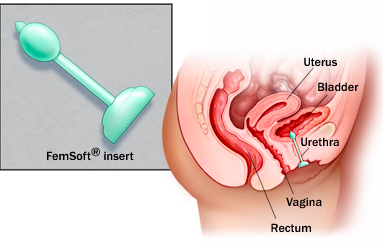 FemSoft® insert
Uterus
Bladder
Urethra
Vagina
Rectum